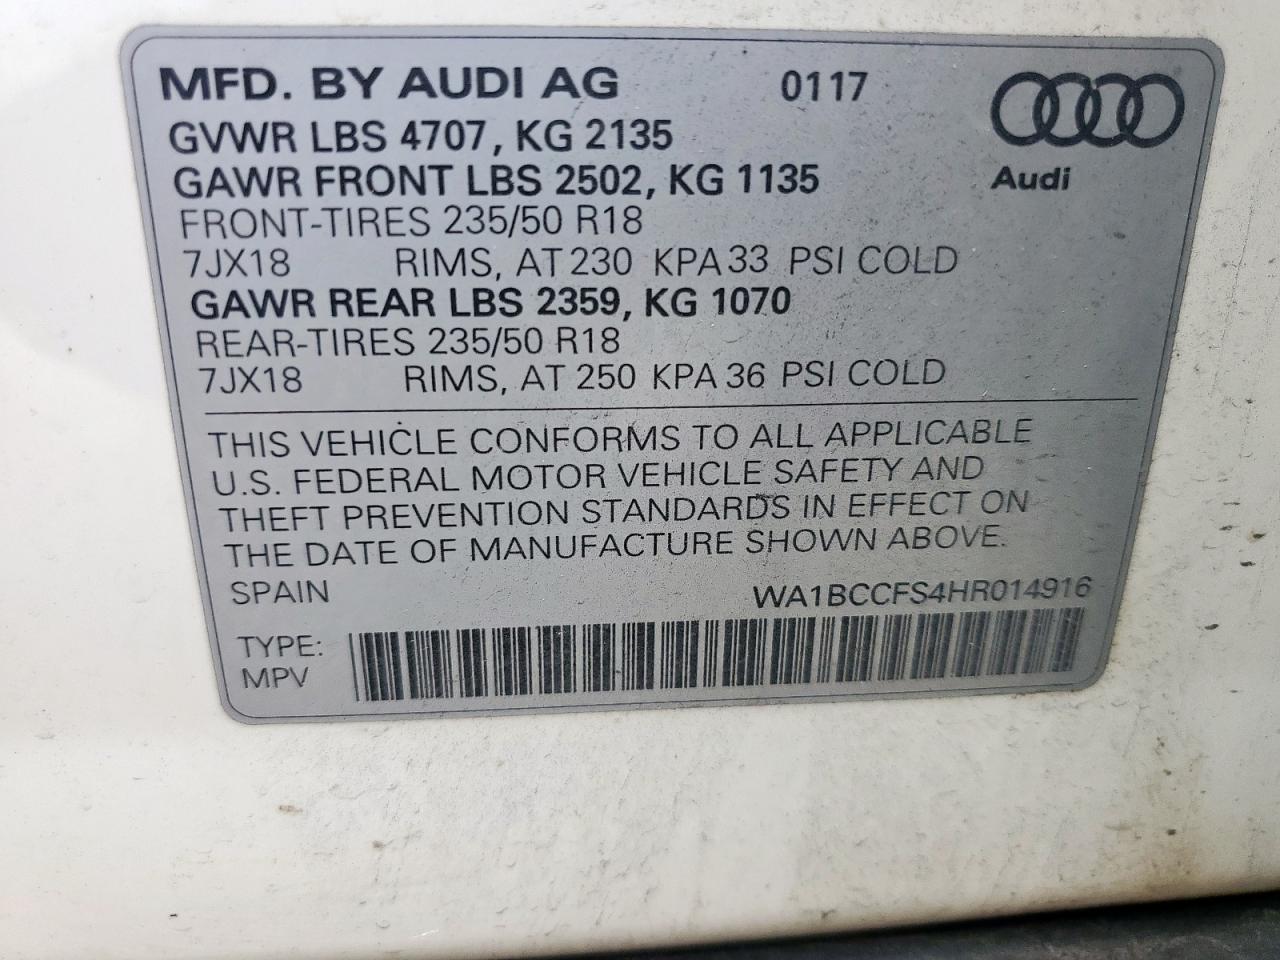 MFD. BY AUDI AG 0117
GVWR LBS 4707, KG 2135
GAWR FRONT LBS 2502, KG 1135
Audi
FRONT-TIRES 235/50 R18
7JX18 RIMS, AT 230 KPA 33 PSI COLD
GAWR REAR LBS 2359, KG 1070
REAR-TIRES 235/50 R18
7JX18 RIMS, AT 250 KPA 36 PSI COLD
THIS VEHICLE CONFORMS TO ALL APPLICABLE
U.S. FEDERAL MOTOR VEHICLE SAFETY AND
THEFT PREVENTION STANDARDS IN EFFECT ON
THE DATE OF MANUFACTURE SHOWN ABOVE.
SPAIN WA1BCCFS4HR014916
TYPE:
MPV